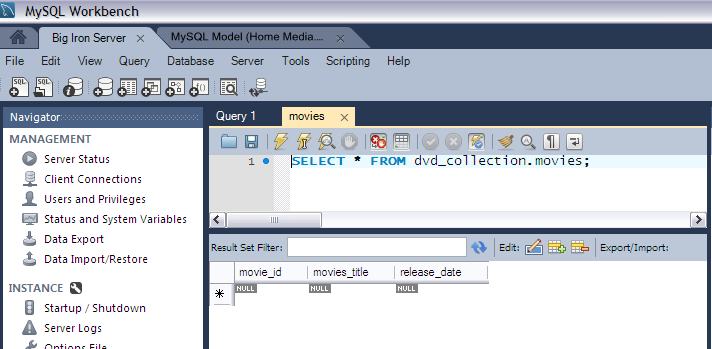 MySQL Workbench
Big Iron Server
MySQL Model (Home Media....
File Edit View Query Database Server Tools Scripting Help
Navigator
MANAGEMENT
Server Status
Client Connections
Users and Privileges
Status and System Variables
Data Export
Data Import/Restore
INSTANCE
Startup / Shutdown
Server Logs
Options File
Query 1 movies
1 SELECT * FROM dvd_collection.movies;
Result Set Filter: Edit: Export/Import:
movie_id movies_title release_date
* NULL NULL NULL